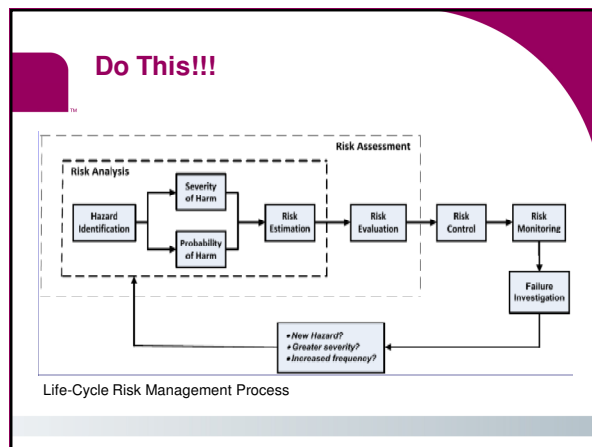 Do This!!!
™
Risk Assessment
Risk Analysis
Severity
of Harm
Hazard
Identification
Probability
of Harm
Risk
Estimation
Risk
Evaluation
Risk
Control
Risk
Monitoring
Failure
Investigation
• New Hazard?
• Greater severity?
• Increased frequency?
Life-Cycle Risk Management Process